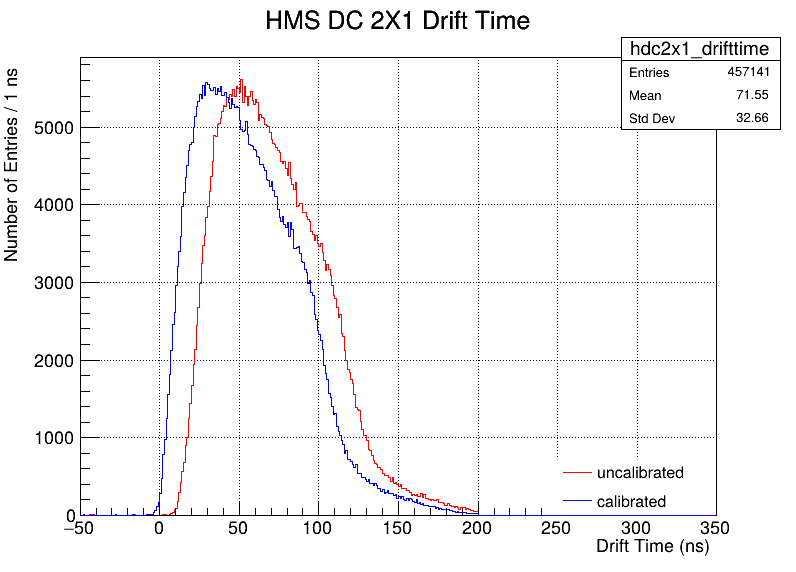 HMS DC 2X1 Drift Time
hdc2x1_drifttime
Entries 457141
Mean 71.55
Std Dev 32.66
Number of Entries / 1 ns
5000
4000
3000
2000
1000
0
−50 0 50 100 150 200 250 300 350
Drift Time (ns)
uncalibrated
calibrated